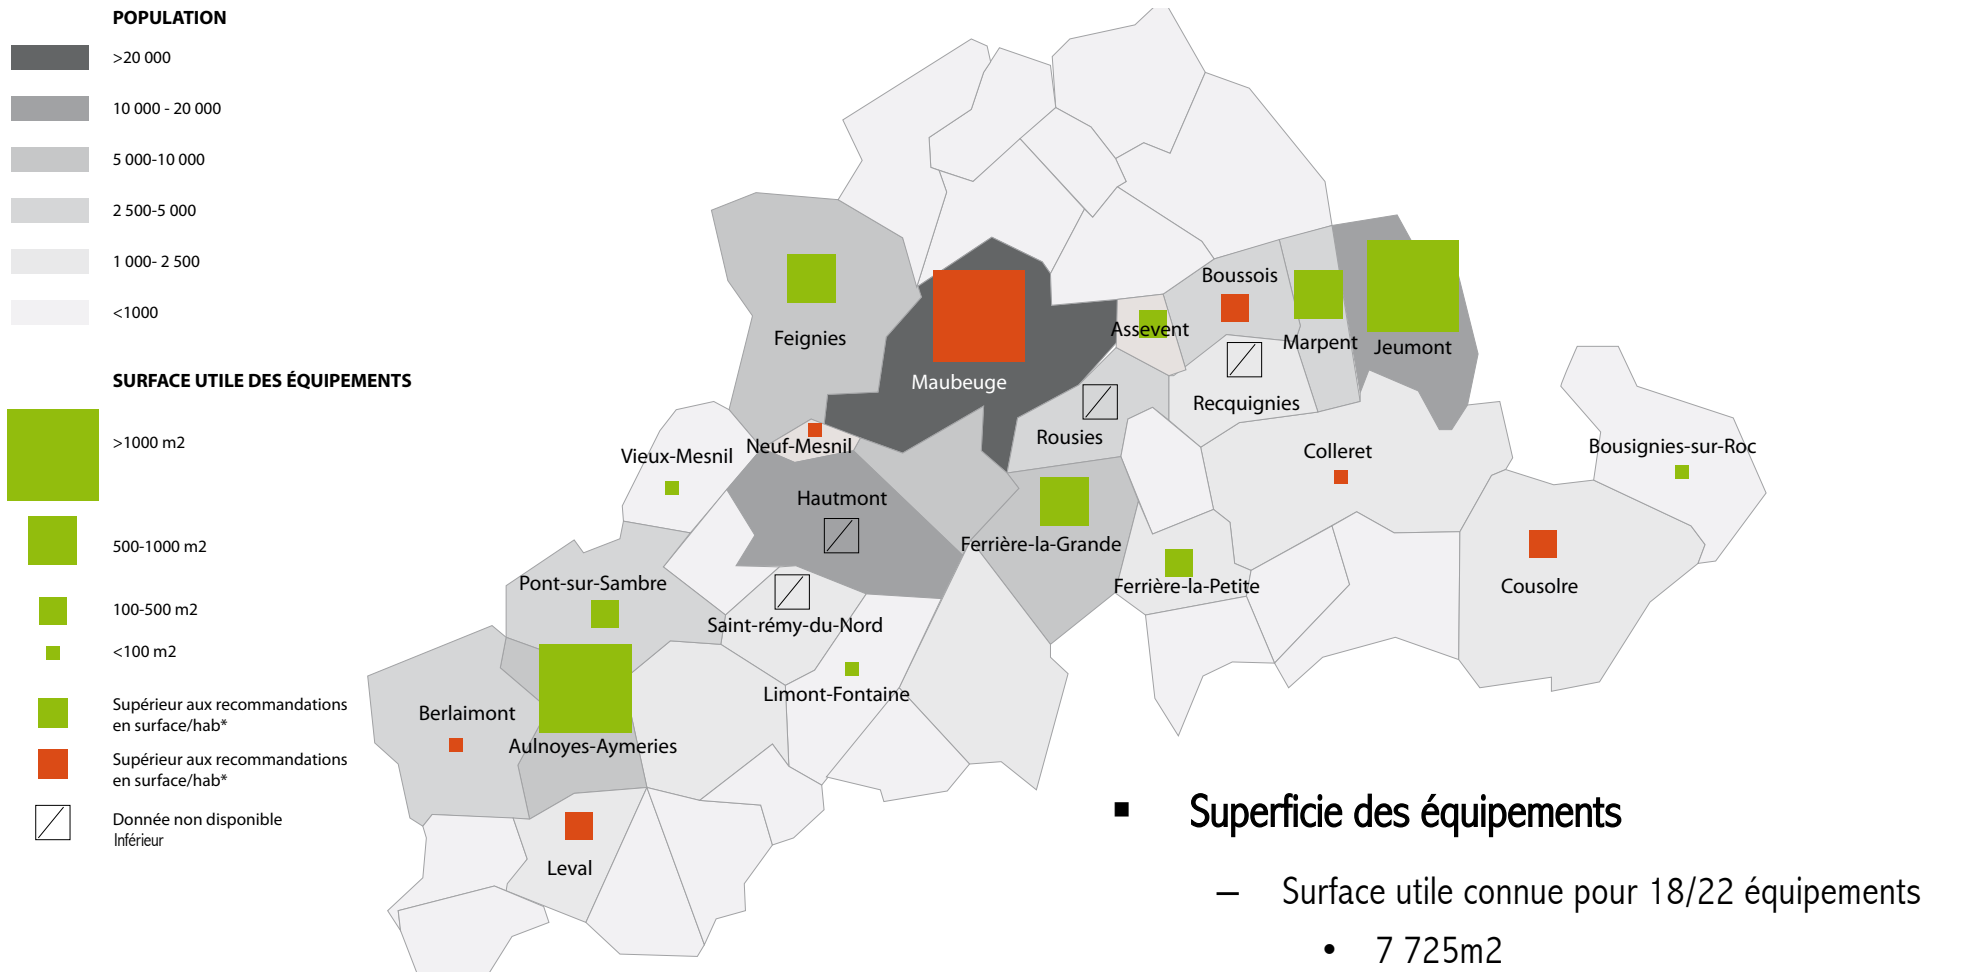 POPULATION
>20 000
10 000 - 20 000
5 000-10 000
2 500-5 000
1 000- 2 500
<1000
SURFACE UTILE DES ÉQUIPEMENTS
>1000 m2
500-1000 m2
100-500 m2
<100 m2
Supérieur aux recommandations
en surface/hab*
Supérieur aux recommandations
en surface/hab*
Donnée non disponible
Inférieur
Feignies
Maubeuge
Assevent
Boussois
Marpent
Jeumont
Recquignies
Rousies
Neuf-Mesnil
Vieux-Mesnil
Hautmont
Colleret
Bousignies-sur-Roc
Ferrière-la-Grande
Ferrière-la-Petite
Cousolre
Pont-sur-Sambre
Saint-rémy-du-Nord
Limont-Fontaine
Berlaimont
Aulnoyes-Aymeries
Leval
▪ Superficie des équipements
– Surface utile connue pour 18/22 équipements
• 7 725m2